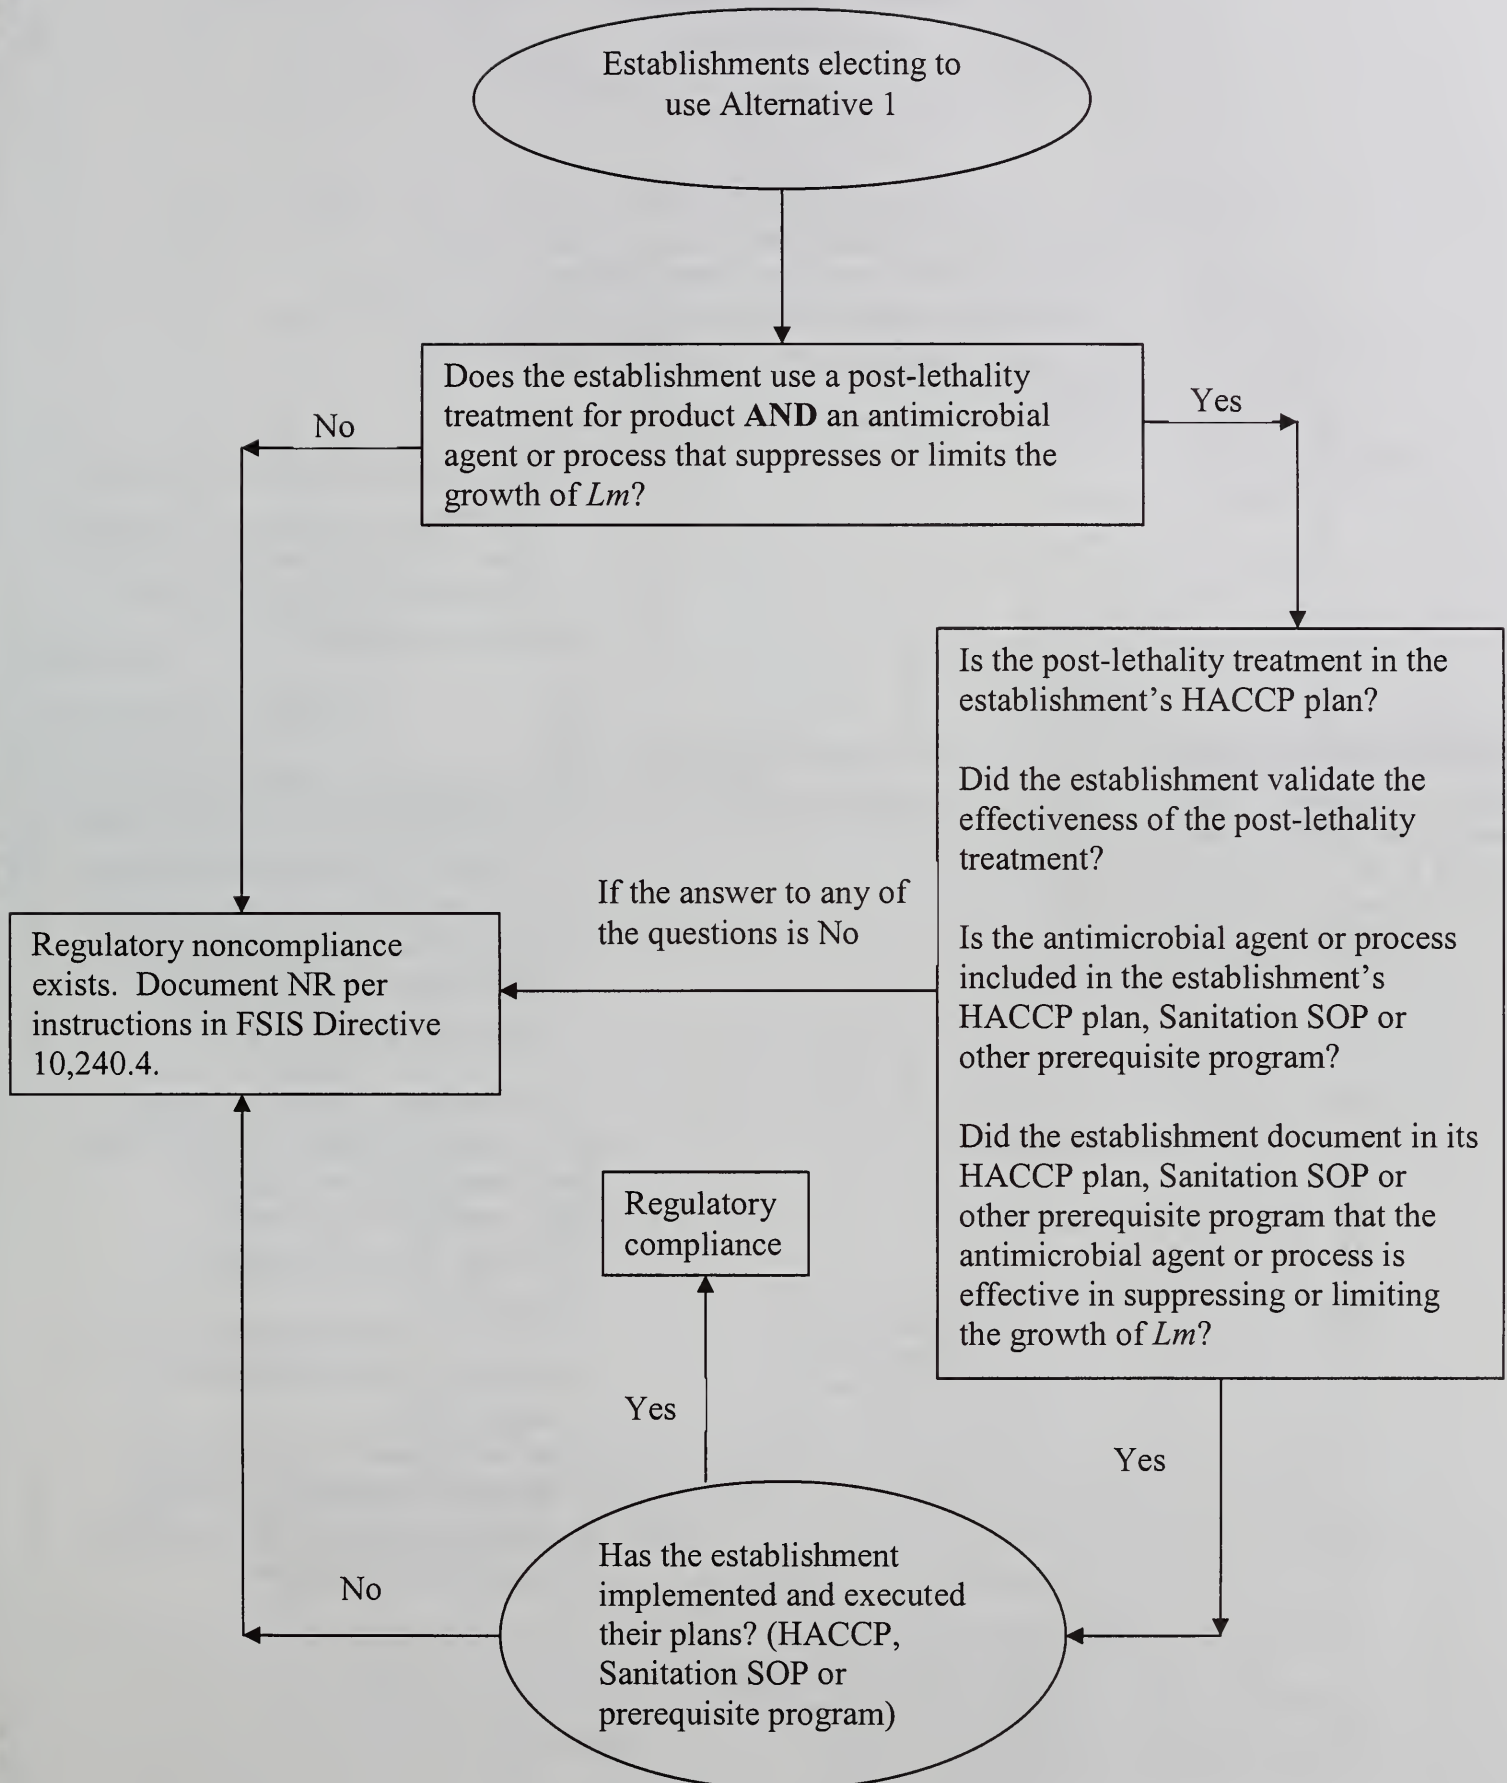 Establishments electing to
use Alternative 1
Does the establishment use a post-lethality
treatment for product AND an antimicrobial
agent or process that suppresses or limits the
growth of Lm?
No
Yes
Is the post-lethality treatment in the
establishment's HACCP plan?
Did the establishment validate the
effectiveness of the post-lethality
treatment?
Is the antimicrobial agent or process
included in the establishment's
HACCP plan, Sanitation SOP or
other prerequisite program?
Did the establishment document in its
HACCP plan, Sanitation SOP or
other prerequisite program that the
antimicrobial agent or process is
effective in suppressing or limiting
the growth of Lm?
If the answer to any of
the questions is No
Regulatory noncompliance
exists. Document NR per
instructions in FSIS Directive
10,240.4.
Regulatory
compliance
Yes
Yes
Has the establishment
implemented and executed
their plans? (HACCP,
Sanitation SOP or
prerequisite program)
No